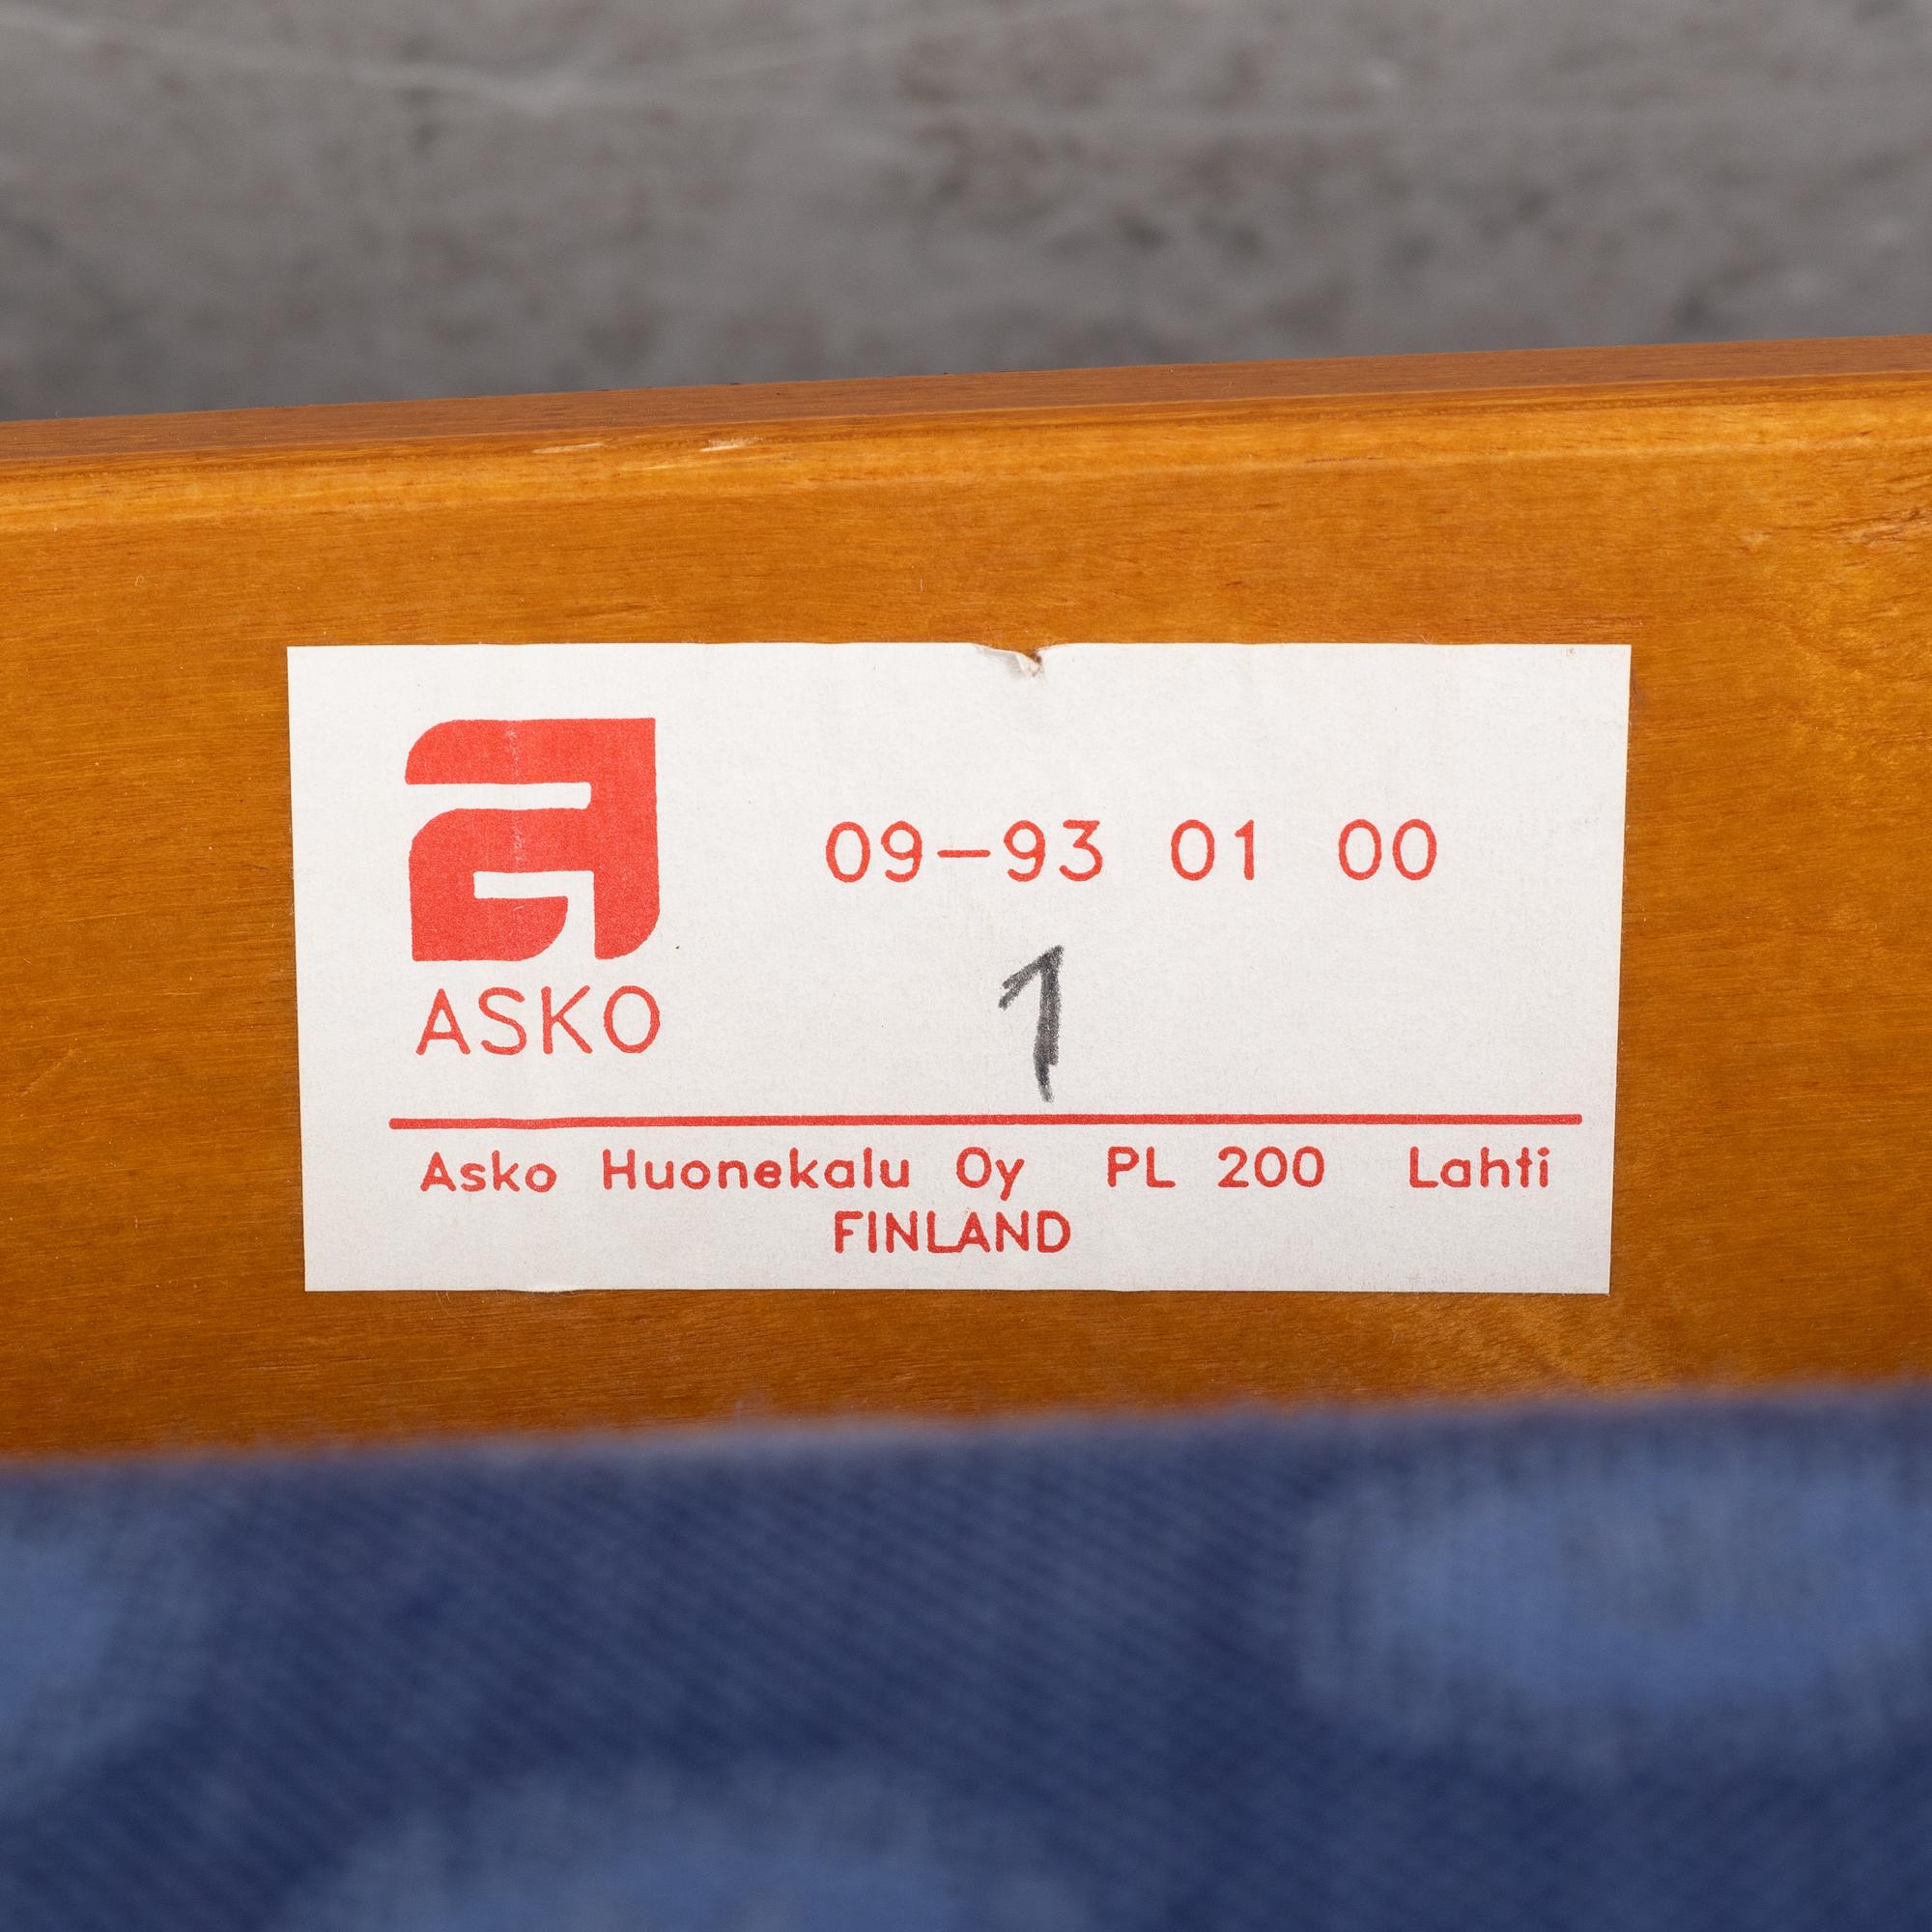 09-93 01 00
1
ASKO
Asko Huonekalu Oy PL 200 Lahti
FINLAND